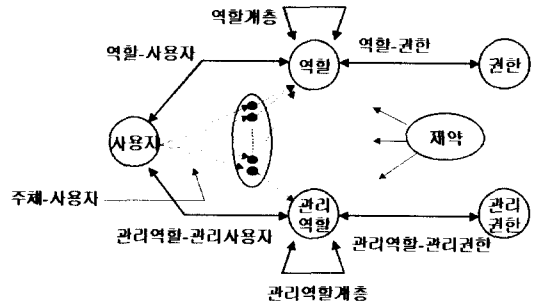 역할계층
역할-사용자
역할
역할-권한
권한
사용자
제약
주체-사용자
관리역할-관리사용자
관리
역할
관리역할-관리권한
관리
권한
관리역할계층